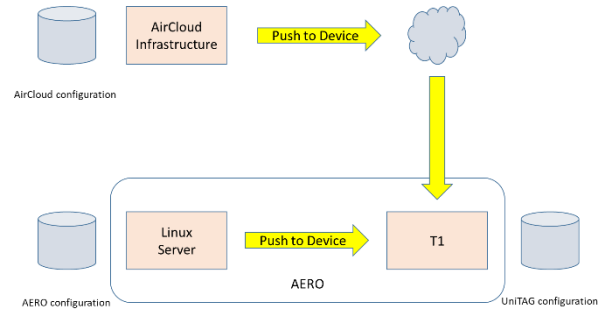 AirCloud
Infrastructure
Push to Device
AirCloud configuration
Linux
Server
Push to Device
T1
AERO
AERO configuration
UniTAG configuration